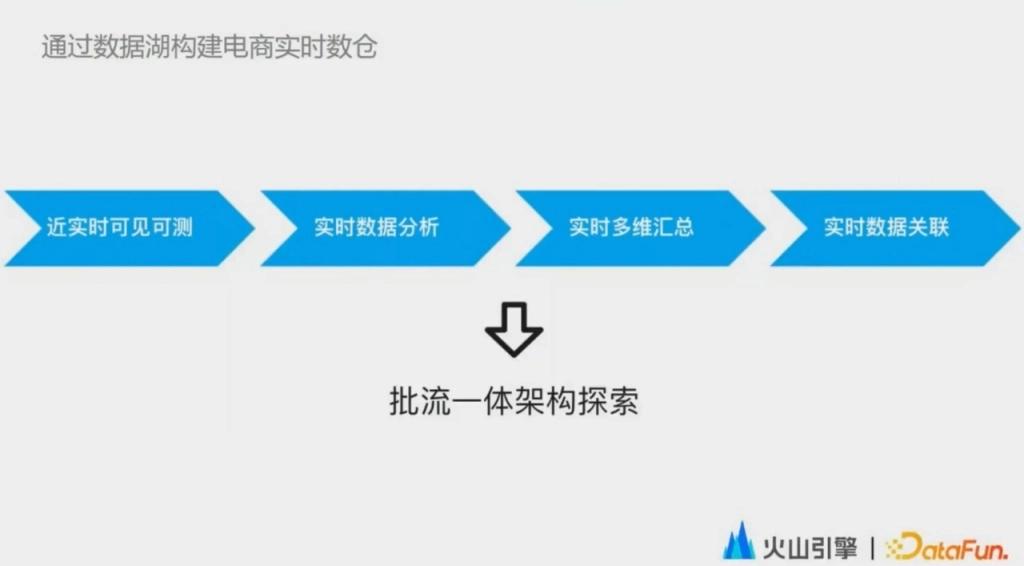 通过数据湖构建电商实时数仓
近实时可见可测
实时数据分析
实时多维汇总
实时数据关联
批流一体架构探索
火山引擎 | DataFun.